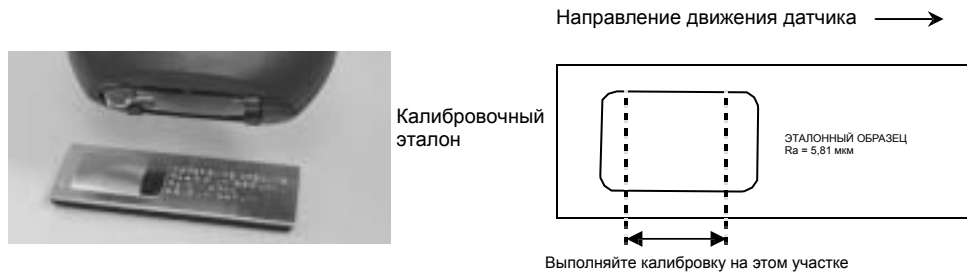 Направление движения датчика
Калибровочный
эталон
ЭТАЛОННЫЙ ОБРАЗЕЦ
Ra = 5,81 мкм
Выполняйте калибровку на этом участке